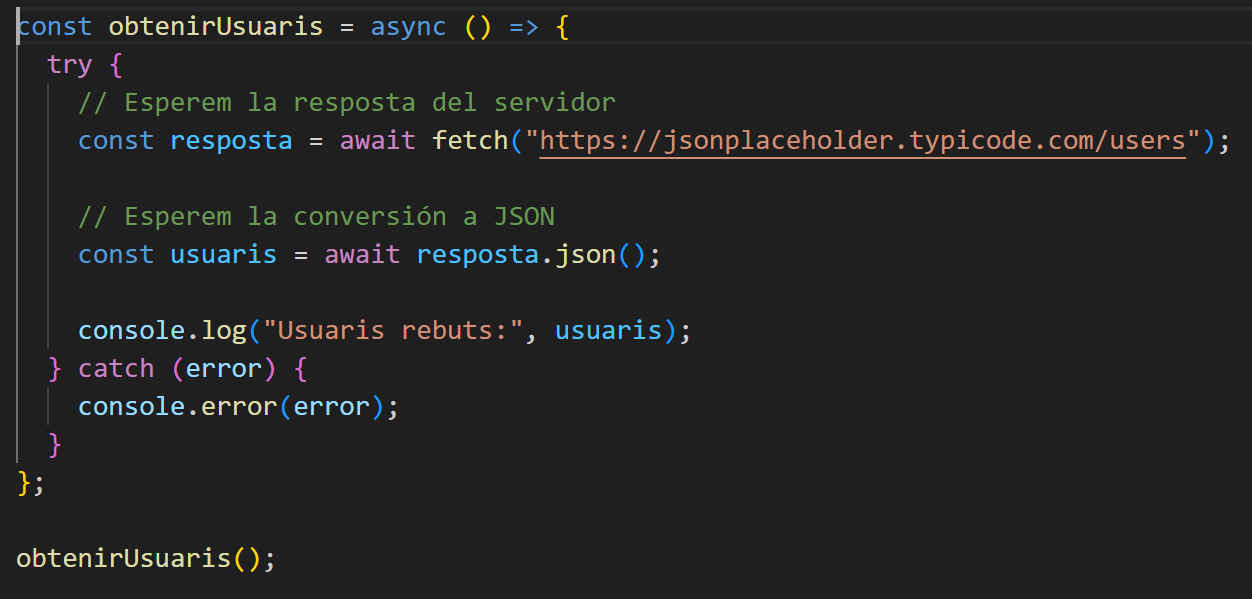 const obtenirUsuaris = async () => {
  try {
    // Esperem la resposta del servidor
    const resposta = await fetch("https://jsonplaceholder.typicode.com/users");

    // Esperem la conversión a JSON
    const usuaris = await resposta.json();

    console.log("Usuaris rebuts:", usuaris);
  } catch (error) {
    console.error(error);
  }
};

obtenirUsuaris();